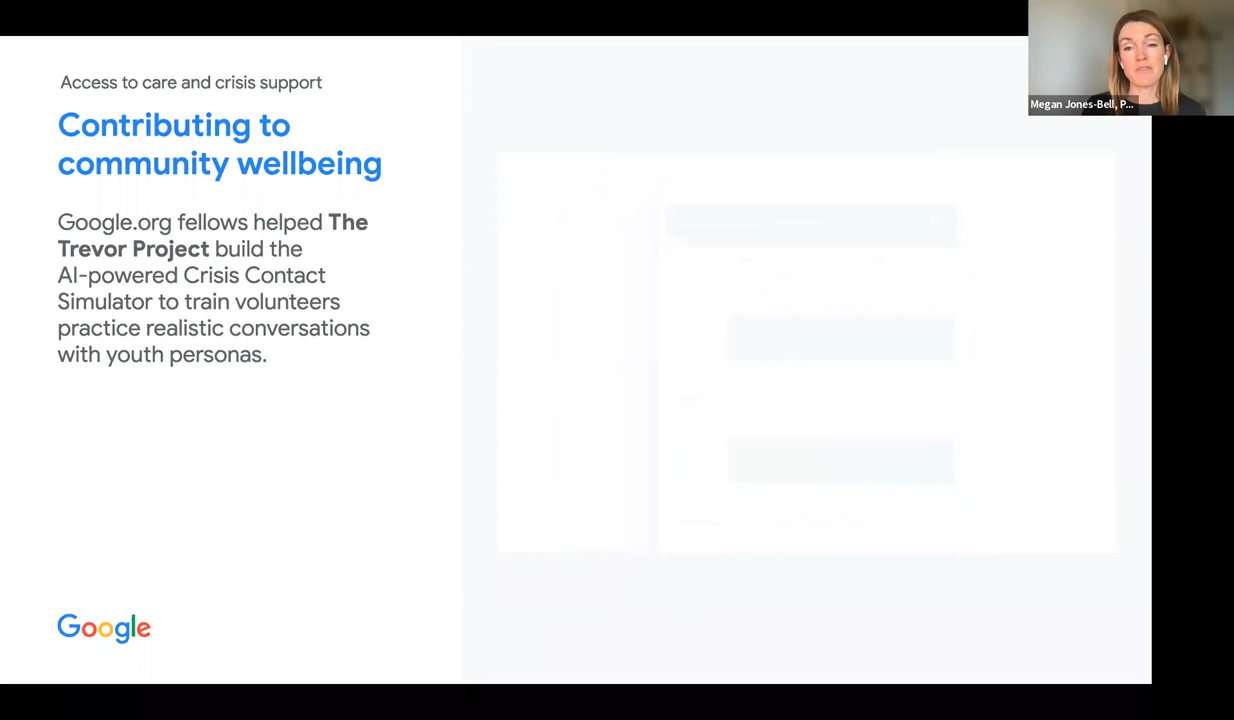 Access to care and crisis support
Contributing to
community wellbeing
Google.org fellows helped The
Trevor Project build the
AI-powered Crisis Contact
Simulator to train volunteers
practice realistic conversations
with youth personas.
Google
Megan Jones-Bell, P...